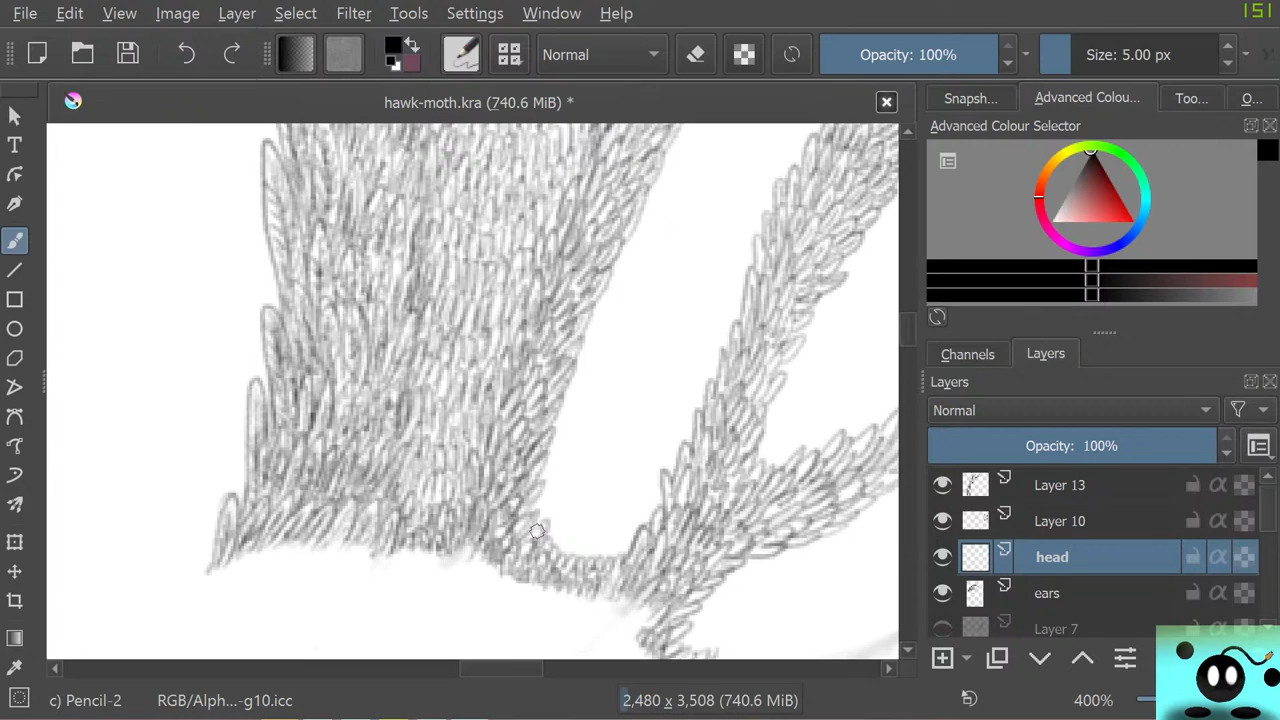 File Edit View Image Layer Select Filter Tools Settings Window Help
151
Normal
Opacity: 100%
Size: 5.00 px
hawk-moth.kra (740.6 MiB) *
Snapsh... Advanced Colou... Too... O...
Advanced Colour Selector
Channels Layers
Layers
Normal
Opacity: 100%
Layer 13
Layer 10
head
ears
Layer 7
c) Pencil-2 RGB/Alph...-g10.icc 2,480 x 3,508 (740.6 MiB) 400%